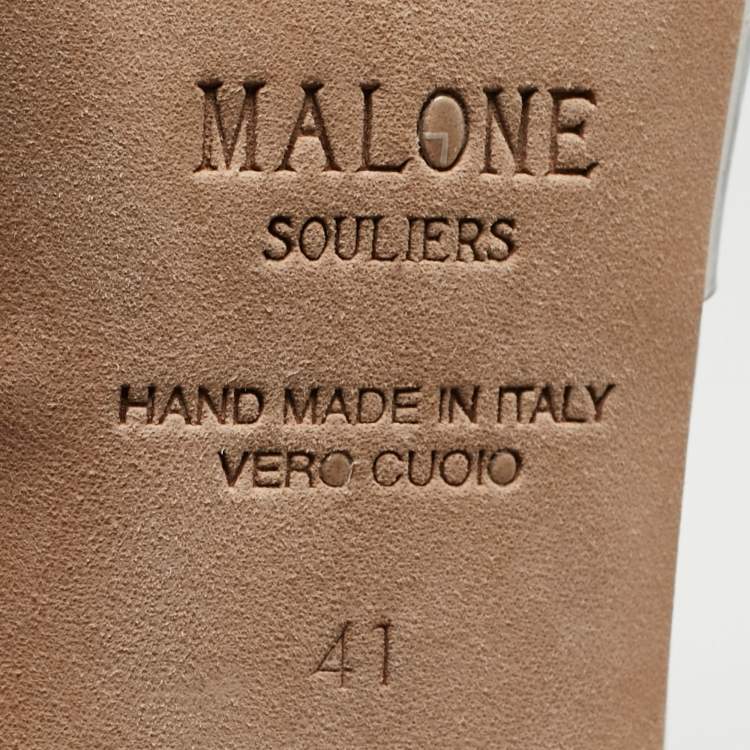 MALONE
SOULIERS
HAND MADE IN ITALY
VERO CUOIO
41